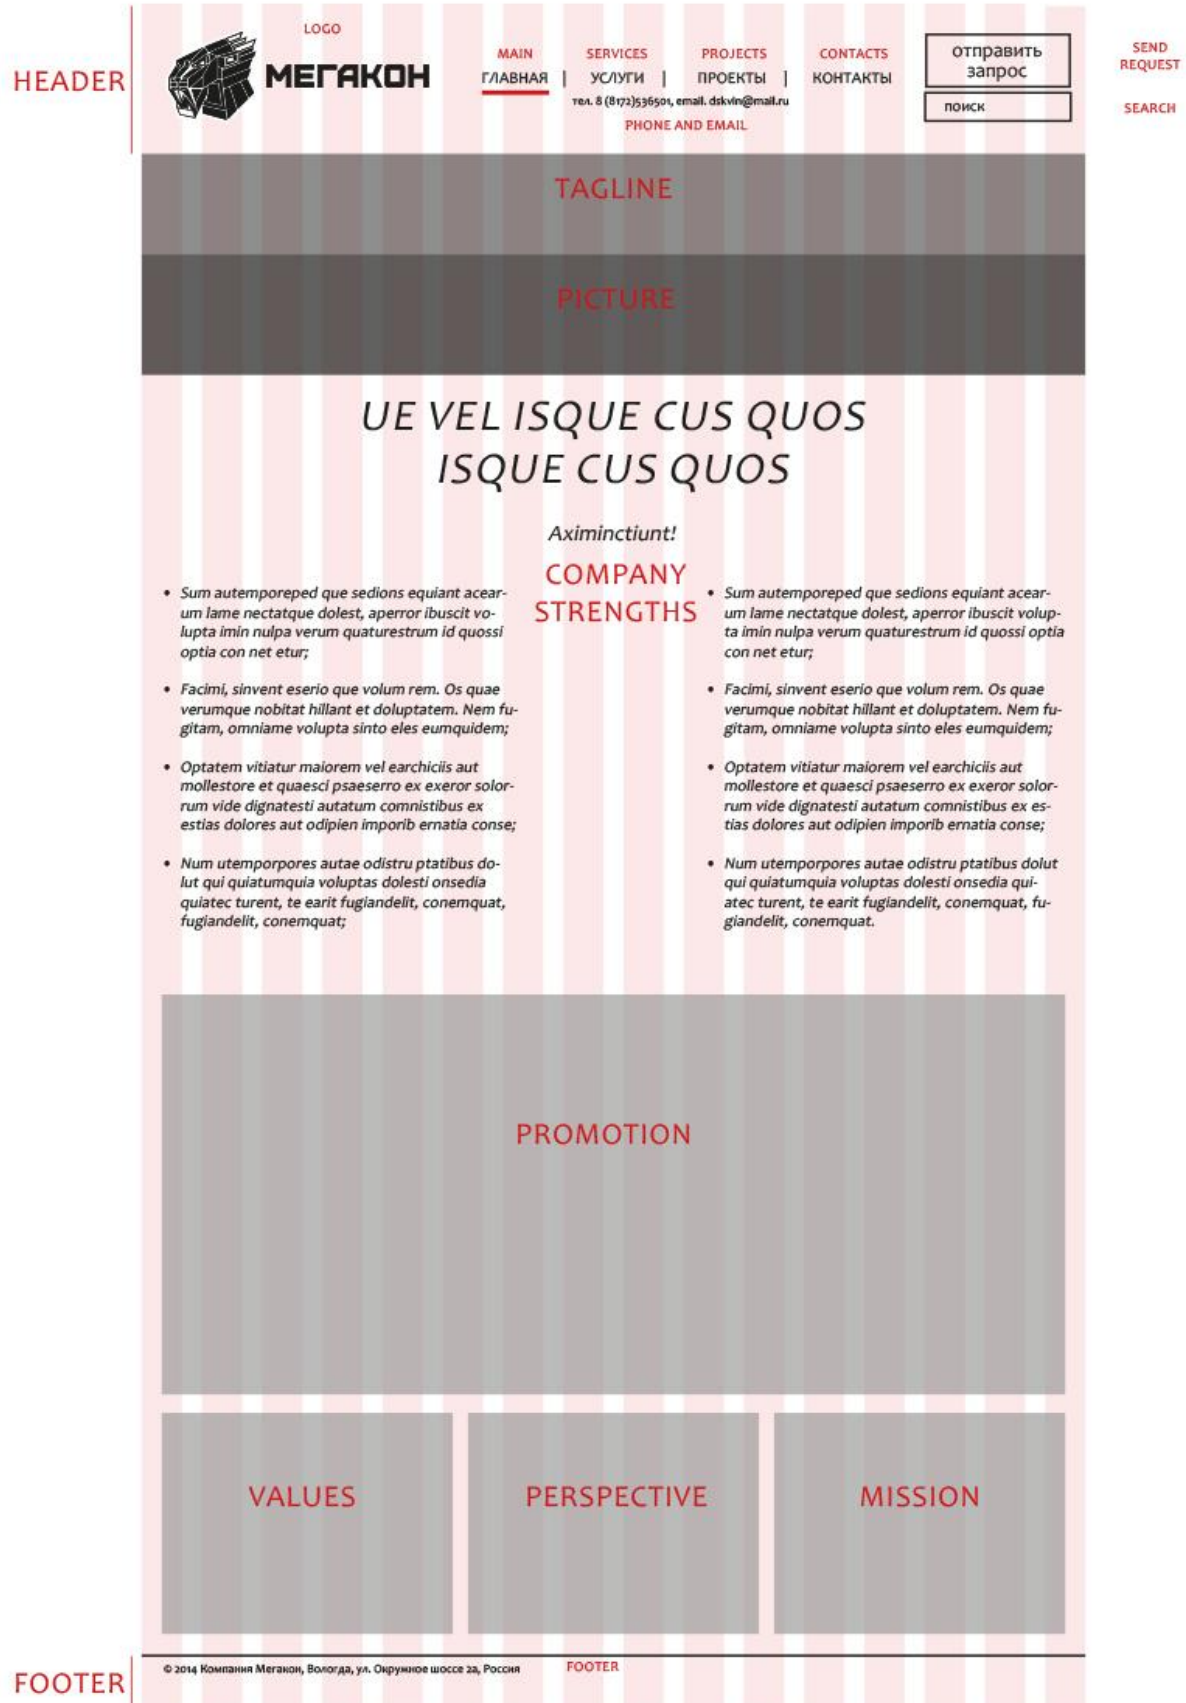 LOGO
HEADER
МЕГАКОН
MAIN SERVICES PROJECTS CONTACTS
ГЛАВНАЯ | УСЛУГИ | ПРОЕКТЫ | КОНТАКТЫ
тел. 8 (8172)536501, email. dskvin@mail.ru
PHONE AND EMAIL
отправить
запрос
поиск
SEND
REQUEST
SEARCH
TAGLINE
PICTURE
UE VEL ISQUE CUS QUOS
ISQUE CUS QUOS
Aximinctiunt!
COMPANY
STRENGTHS
• Sum autemporeped que sedions equiant acear-
um lame nectatque dolest, aperror ibuscit vo-
lupta imin nulpa verum quaturestrum id quossi
optia con net etur;
• Facimi, sinvent eserio que volum rem. Os quae
verumque nobitat hillant et doluptatem. Nem fu-
gitam, omniame volupta sinto eles eumquidem;
• Optatem vitiatur maiorem vel earchiciis aut
mollestore et quaesci psaeserro ex exeror solor-
rum vide dignatesti autatum comnistibus ex
estias dolores aut odipien imporib ernatia conse;
• Num utemporpores autae odistru ptatibus do-
lut qui quiatumquia voluptas dolesti onsedia
quiatec turent, te earit fugiandelit, conemquat,
fugiandelit, conemquat;
• Sum autemporeped que sedions equiant acear-
um lame nectatque dolest, aperror ibuscit volup-
ta imin nulpa verum quaturestrum id quossi optia
con net etur;
• Facimi, sinvent eserio que volum rem. Os quae
verumque nobitat hillant et doluptatem. Nem fu-
gitam, omniame volupta sinto eles eumquidem;
• Optatem vitiatur maiorem vel earchiciis aut
mollestore et quaesci psaeserro ex exeror solor-
rum vide dignatesti autatum comnistibus ex es-
tias dolores aut odipien imporib ernatia conse;
• Num utemporpores autae odistru ptatibus dolut
qui quiatumquia voluptas dolesti onsedia qui-
atec turent, te earit fugiandelit, conemquat, fu-
giandelit, conemquat.
PROMOTION
VALUES PERSPECTIVE MISSION
© 2014 Компания Мегакон, Вологда, ул. Окружное шоссе 2а, Россия
FOOTER
FOOTER